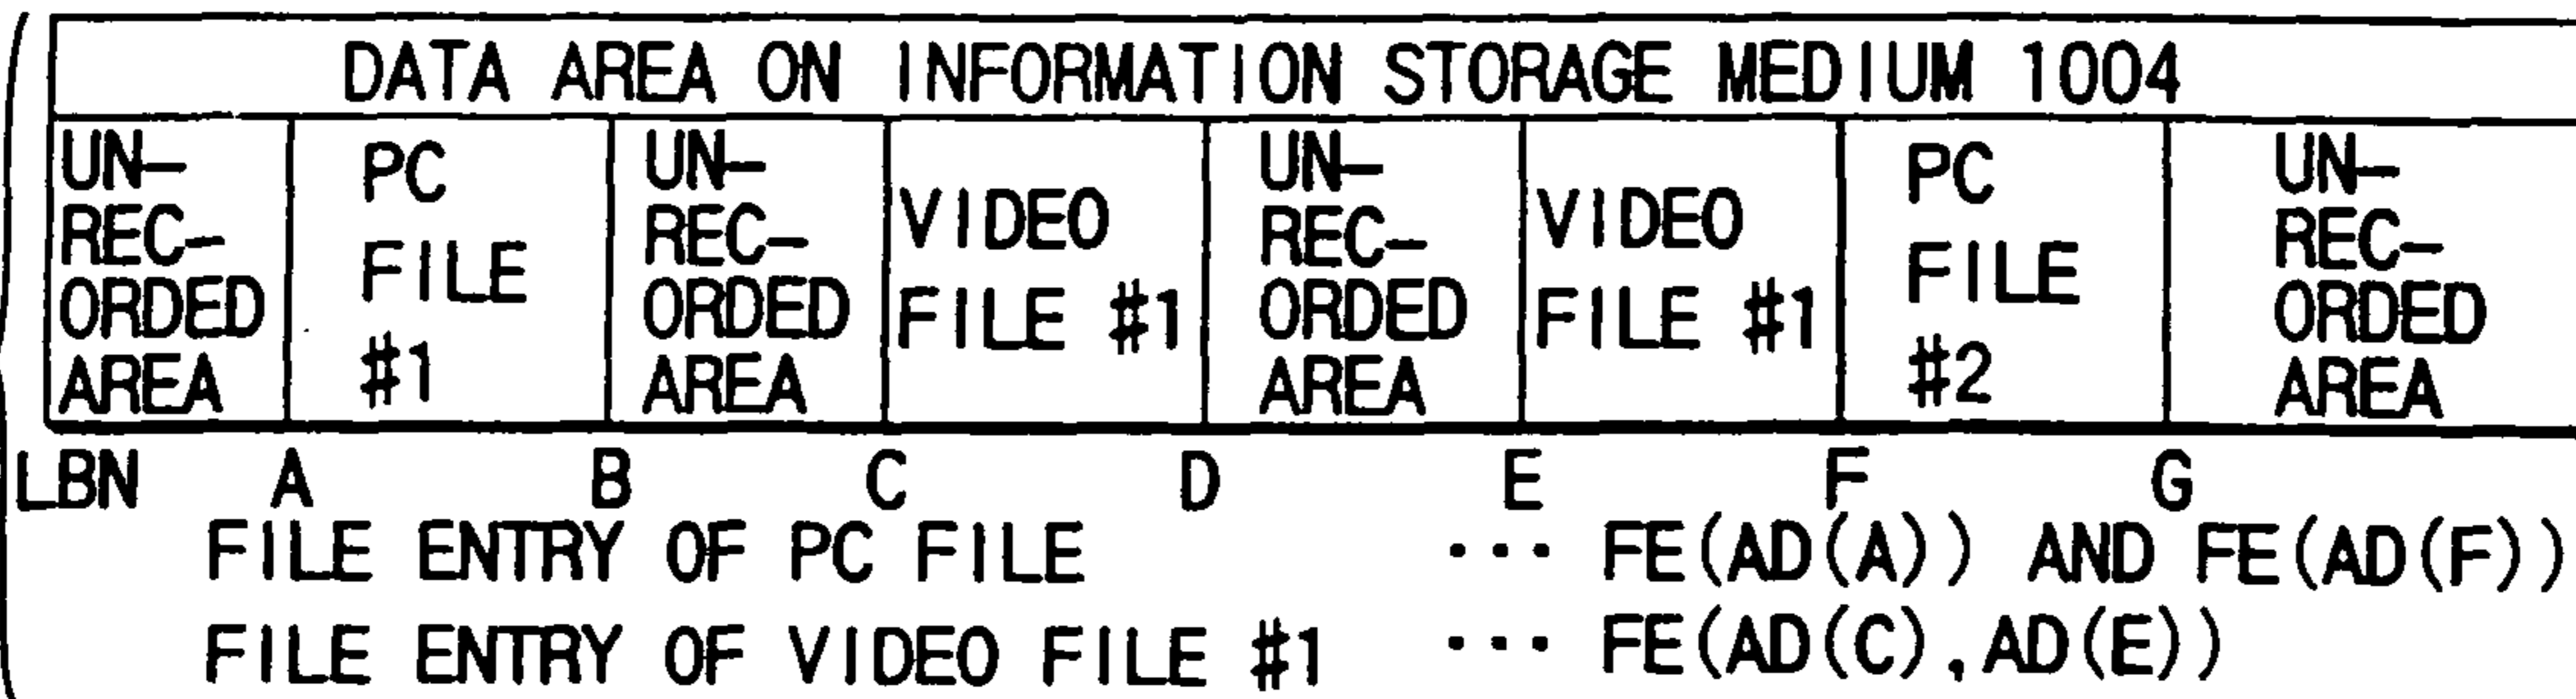 DATA AREA ON INFORMATION STORAGE MEDIUM 1004
UN-
REC-
ORDED
AREA
PC
FILE
#1
UN-
REC-
ORDED
AREA
VIDEO
FILE #1
UN-
REC-
ORDED
AREA
VIDEO
FILE #1
PC
FILE
#2
UN-
REC-
ORDED
AREA
LBN A B C D E F G
FILE ENTRY OF PC FILE ... FE(AD(A)) AND FE(AD(F))
FILE ENTRY OF VIDEO FILE #1 ... FE(AD(C),AD(E))